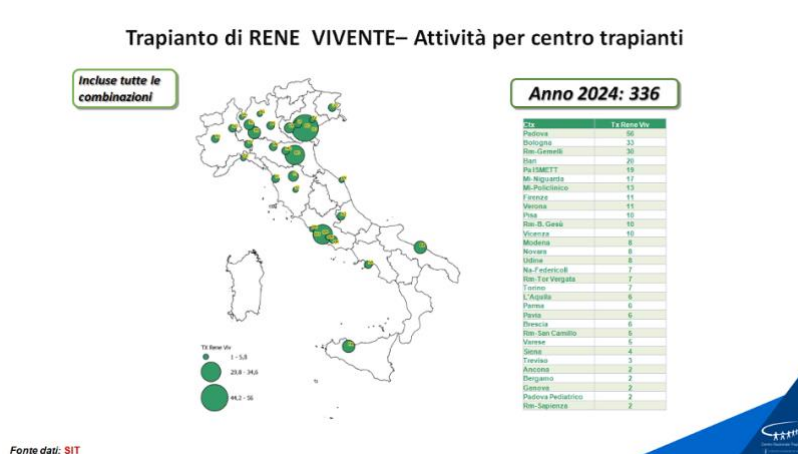 Trapianto di RENE VIVENTE– Attività per centro trapianti
Incluse tutte le
combinazioni
Anno 2024: 336
Ctx Tx Rene Viv
Padova 56
Bologna 33
Rm-Gemelli 30
Bari 20
Pa ISMETT 19
Mi-Niguarda 17
Mi-Policlinico 13
Firenze 11
Verona 11
Pisa 10
Rm-B. Gesù 10
Vicenza 10
Modena 8
Novara 8
Udine 8
Na-FedericoII 7
Rm-Tor Vergata 7
Torino 7
L'Aquila 6
Parma 6
Pavia 6
Brescia 6
Rm-San Camillo 5
Varese 5
Siena 4
Treviso 3
Ancona 2
Bergamo 2
Genova 2
Padova Pediatrico 2
Rm-Sapienza 2
TX Rene Viv
1 - 5,8
29,8 - 34,6
44,2 - 56
Fonte dati: SIT